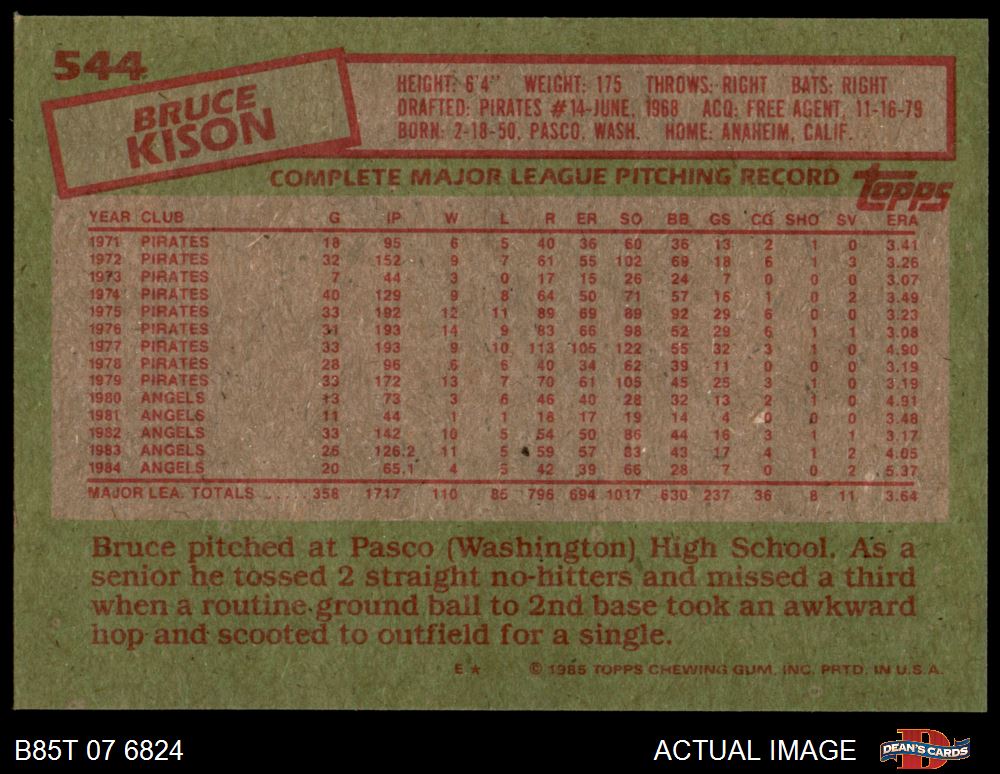 544
BRUCE
KISON
HEIGHT: 6'4" WEIGHT: 175 THROWS: RIGHT BATS: RIGHT
DRAFTED: PIRATES #14-JUNE, 1968 ACQ: FREE AGENT, 11-16-79
BORN: 2-18-50, PASCO, WASH. HOME: ANAHEIM, CALIF.
COMPLETE MAJOR LEAGUE PITCHING RECORD
TOPPS
YEAR CLUB G IP W L R ER SO BB GS CG SHO SV ERA
1971 PIRATES 18 95 6 5 40 36 60 36 13 2 1 0 3.41
1972 PIRATES 32 152 9 7 61 55 102 69 18 6 1 3 3.26
1973 PIRATES 7 44 3 0 17 15 26 24 7 0 0 0 3.07
1974 PIRATES 40 129 9 8 64 50 71 57 16 1 0 2 3.49
1975 PIRATES 33 192 12 11 89 69 89 92 29 6 0 0 3.23
1976 PIRATES 31 193 14 9 83 66 98 52 29 6 1 1 3.08
1977 PIRATES 33 193 9 10 113 105 122 55 32 3 1 0 4.90
1978 PIRATES 28 96 6 6 40 34 62 39 11 0 0 0 3.19
1979 PIRATES 33 172 13 7 70 61 105 45 25 3 1 0 3.19
1980 ANGELS 13 73 3 6 46 40 28 32 13 2 1 0 4.91
1981 ANGELS 11 44 1 1 18 17 19 14 4 0 0 0 3.48
1982 ANGELS 33 142 10 5 54 50 86 44 16 3 1 1 3.17
1983 ANGELS 26 126.2 11 5 59 57 83 43 17 4 1 2 4.05
1984 ANGELS 20 65.1 4 5 42 39 66 28 7 0 0 2 5.37
MAJOR LEA. TOTALS ..... 358 1717 110 85 796 694 1017 630 237 36 8 11 3.64
Bruce pitched at Pasco (Washington) High School. As a
senior he tossed 2 straight no-hitters and missed a third
when a routine ground ball to 2nd base took an awkward
hop and scooted to outfield for a single.
E * © 1985 TOPPS CHEWING GUM, INC. PRTD. IN U.S.A.
B85T 07 6824
ACTUAL IMAGE
DEAN'S CARDS